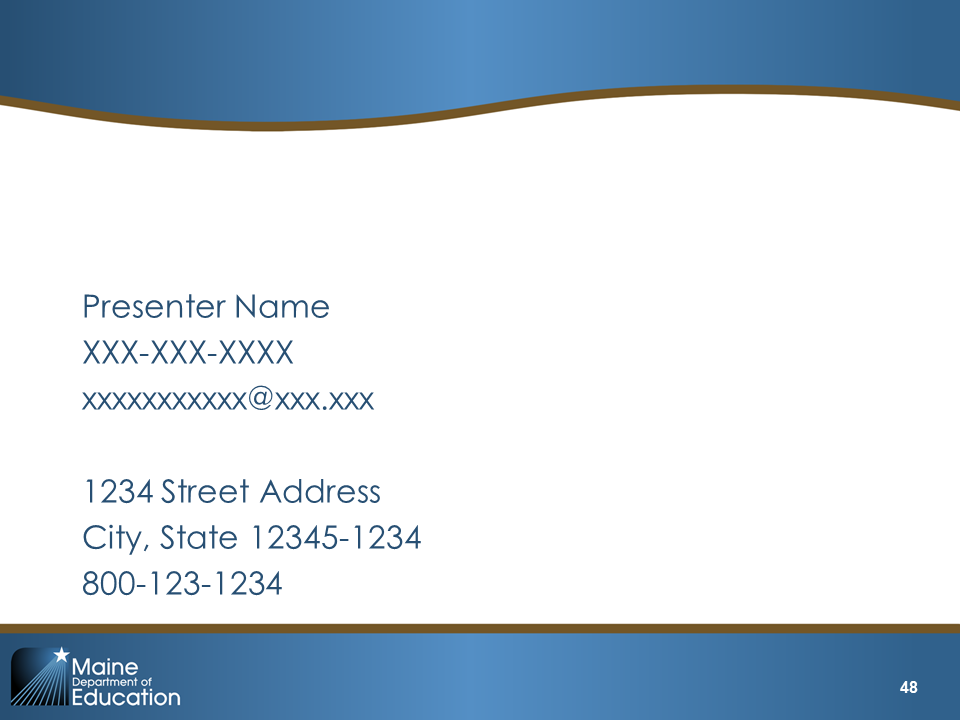 Presenter Name
XXX-XXX-XXXX
xxxxxxxxxxx@xxx.xxx
1234 Street Address
City, State 12345-1234
800-123-1234
Maine
Department of
Education
48